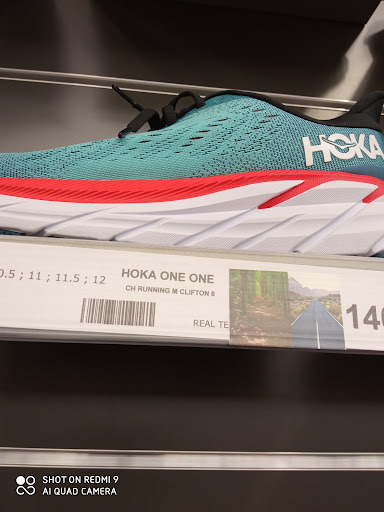 HOKA
0.5 ; 11 ; 11.5 ; 12
HOKA ONE ONE
CH RUNNING M CLIFTON 8
REAL TE
140
SHOT ON REDMI 9
AI QUAD CAMERA